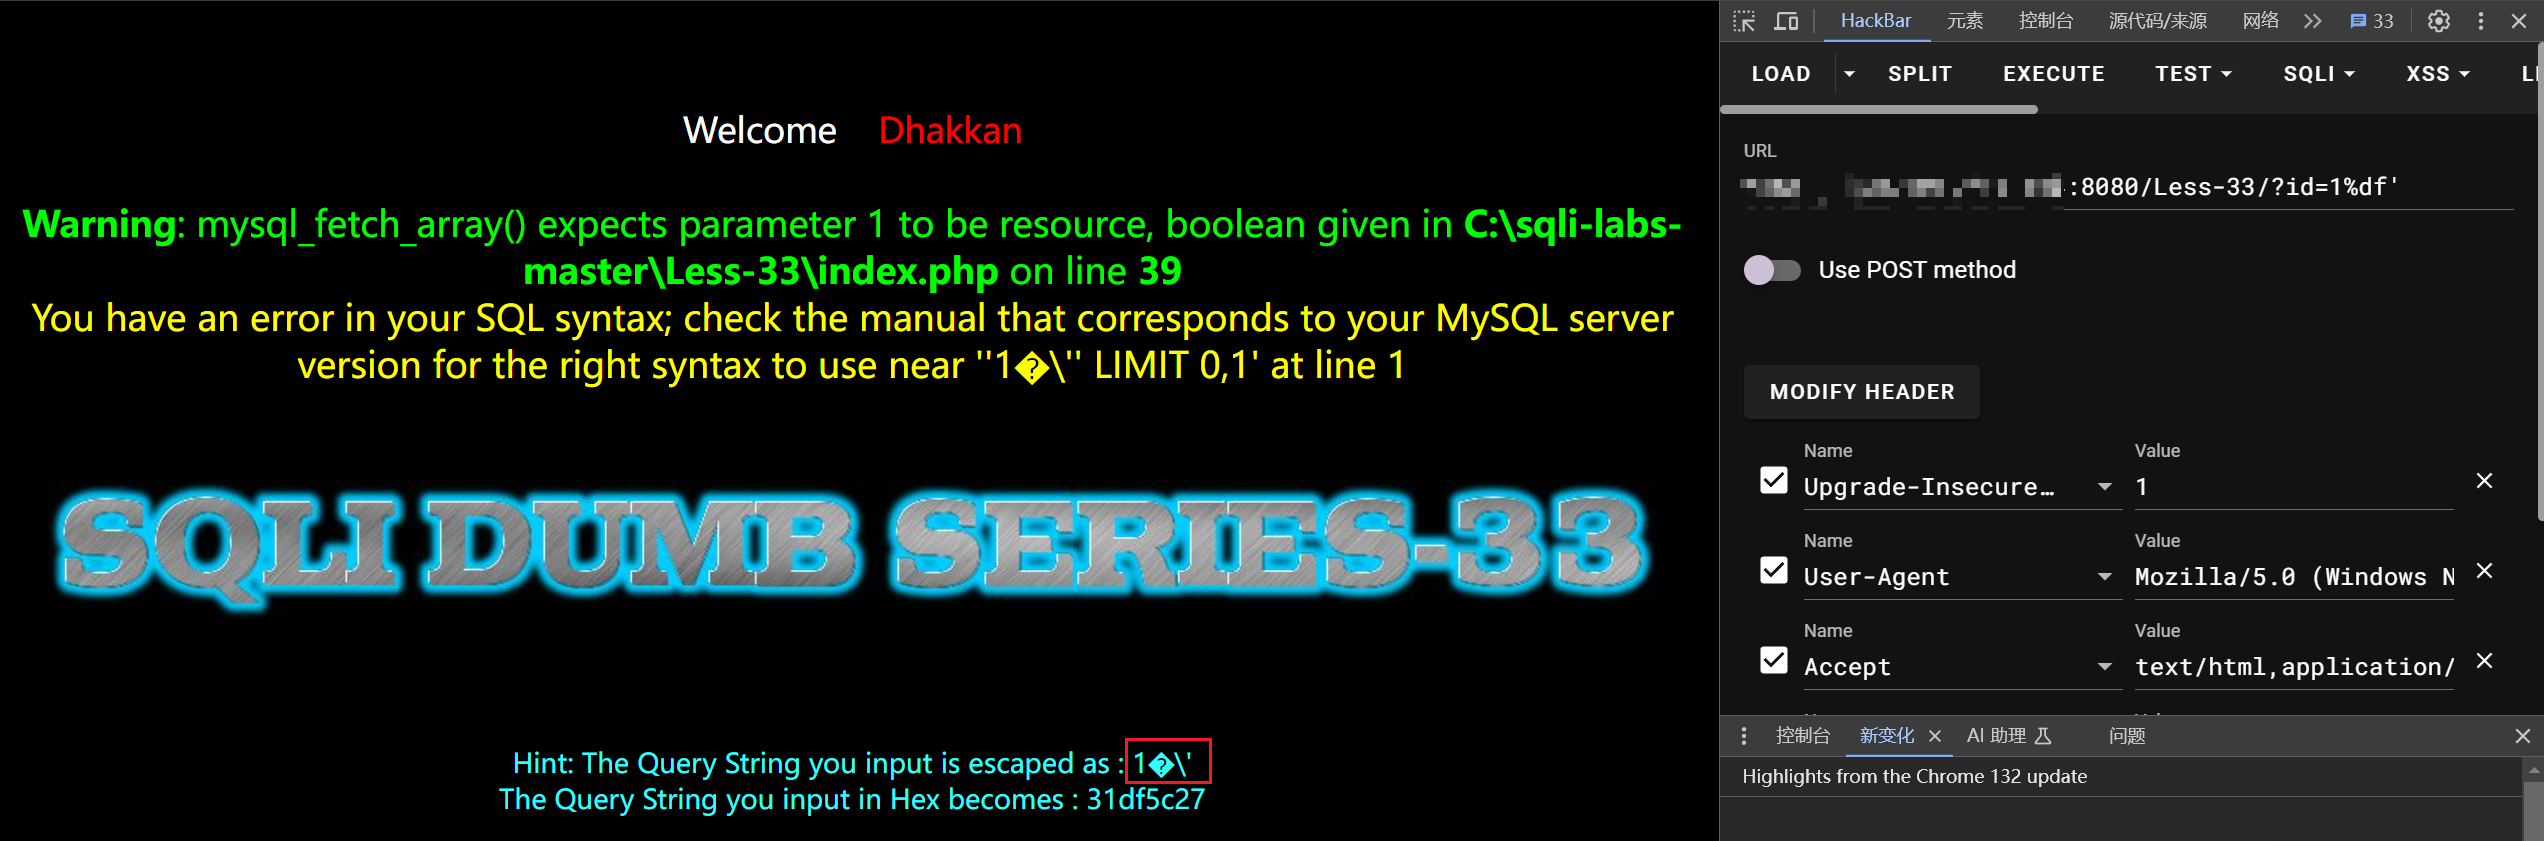 Welcome    Dhakkan
Warning: mysql_fetch_array() expects parameter 1 to be resource, boolean given in C:\sqli-labs-
master\Less-33\index.php on line 39
You have an error in your SQL syntax; check the manual that corresponds to your MySQL server
version for the right syntax to use near ''1�\'' LIMIT 0,1' at line 1
SQLI DUMB SERIES-33
Hint: The Query String you input is escaped as : 1�\'
The Query String you input in Hex becomes : 31df5c27
HackBar 元素 控制台 源代码/来源 网络 33
LOAD SPLIT EXECUTE TEST SQLI XSS
URL
:8080/Less-33/?id=1%df'
Use POST method
MODIFY HEADER
Name Value
Upgrade-Insecure… 1
Name Value
User-Agent Mozilla/5.0 (Windows N
Name Value
Accept text/html,application/
控制台 新变化 AI 助理 问题
Highlights from the Chrome 132 update